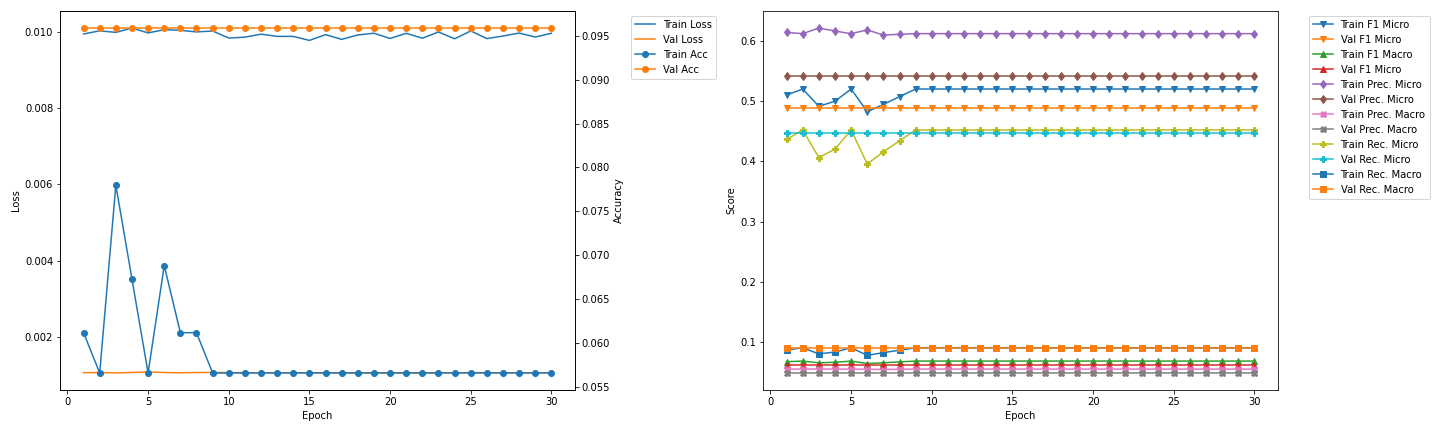 0.010
0.008
0.006
0.004
0.002
Loss
0
5
10
15
20
25
30
Epoch
0.095
0.090
0.085
0.080
0.075
0.070
0.065
0.060
0.055
Accuracy
Train Loss
Val Loss
Train Acc
Val Acc
0.6
0.5
0.4
0.3
0.2
0.1
Score
0
5
10
15
20
25
30
Epoch
Train F1 Micro
Val F1 Micro
Train F1 Macro
Val F1 Micro
Train Prec. Micro
Val Prec. Micro
Train Prec. Macro
Val Prec. Macro
Train Rec. Micro
Val Rec. Micro
Train Rec. Macro
Val Rec. Macro